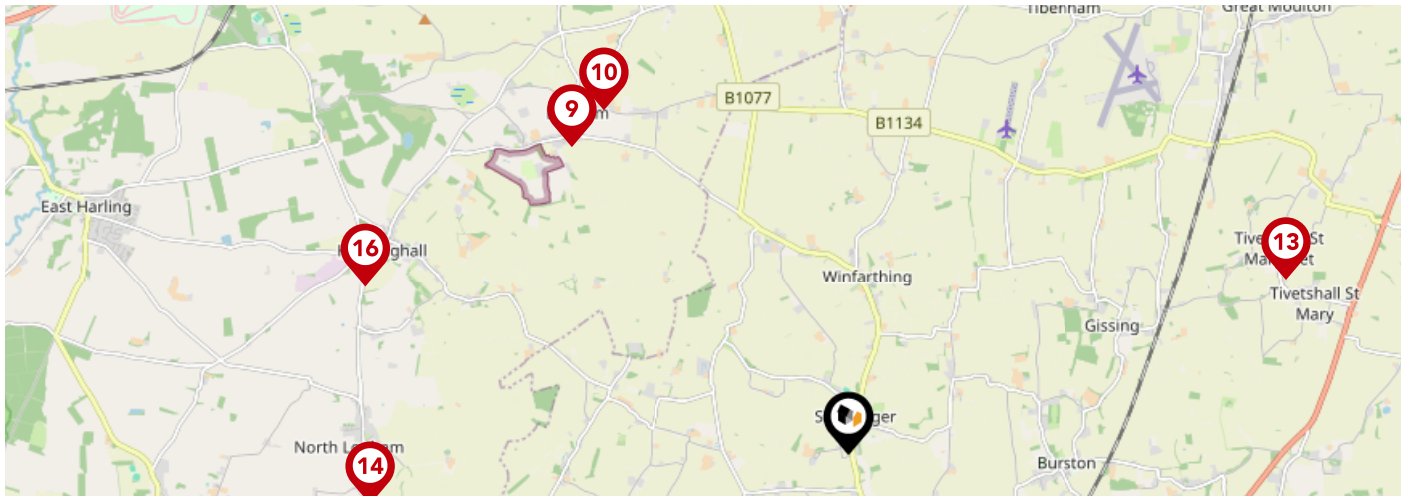 Tibenham
Great Moulton
10
B1077
9
B1134
East Harling
16
13
Winfarthing
Tivetshall St
Mary
Gissing
North
14
Burston